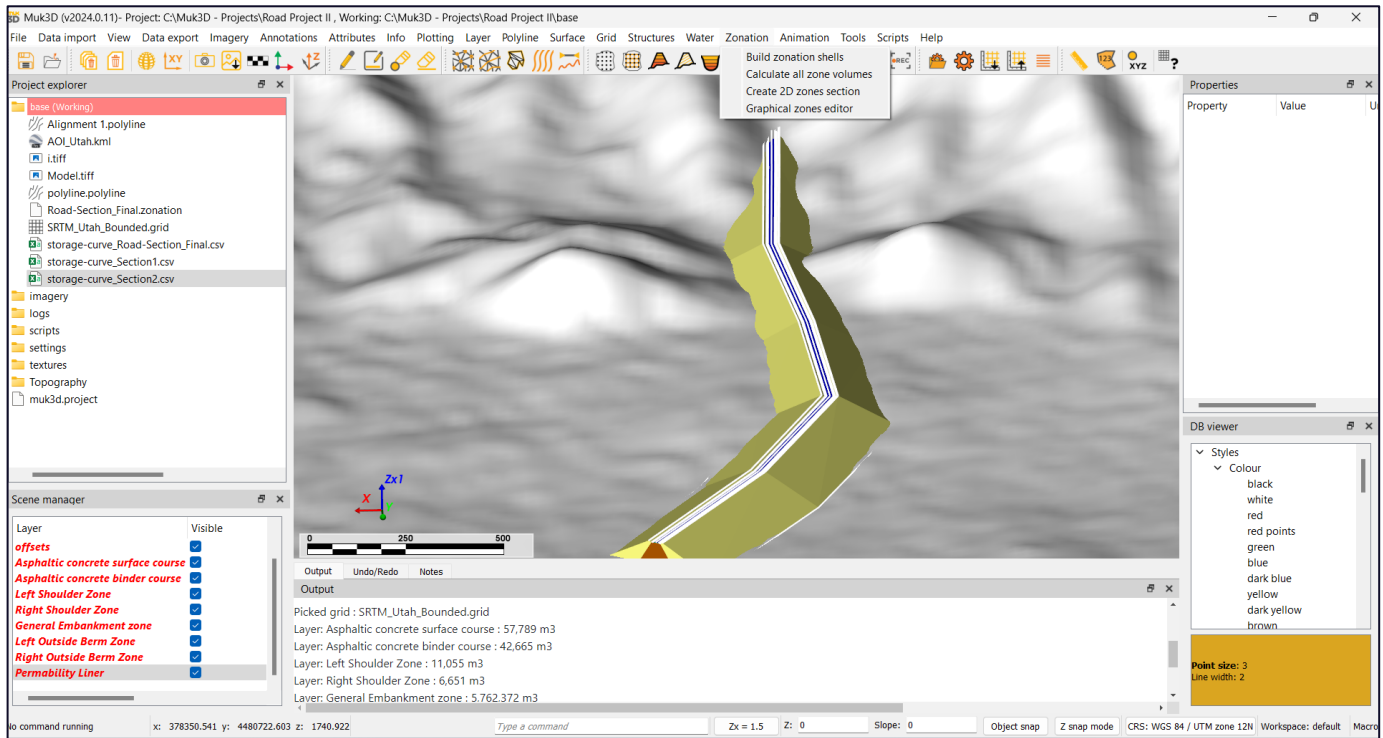 Muk3D (v2024.0.11)- Project: C:\Muk3D - Projects\Road Project II , Working: C:\Muk3D - Projects\Road Project II\base
File Data import View Data export Imagery Annotations Attributes Info Plotting Layer Polyline Surface Grid Structures Water Zonation Animation Tools Scripts Help
Build zonation shells
Calculate all zone volumes
Create 2D zones section
Graphical zones editor
Project explorer
base (Working)
Alignment 1.polyline
AOI_Utah.kml
i.tiff
Model.tiff
polyline.polyline
Road-Section_Final.zonation
SRTM_Utah_Bounded.grid
storage-curve_Road-Section_Final.csv
storage-curve_Section1.csv
storage-curve_Section2.csv
imagery
logs
scripts
settings
textures
Topography
muk3d.project
Scene manager
Layer Visible
offsets
Asphaltic concrete surface course
Asphaltic concrete binder course
Left Shoulder Zone
Right Shoulder Zone
General Embankment zone
Left Outside Berm Zone
Right Outside Berm Zone
Permability Liner
Zx1
X
0 250 500
Output Undo/Redo Notes
Output
Picked grid : SRTM_Utah_Bounded.grid
Layer: Asphaltic concrete surface course : 57,789 m3
Layer: Asphaltic concrete binder course : 42,665 m3
Layer: Left Shoulder Zone : 11,055 m3
Layer: Right Shoulder Zone : 6,651 m3
Layer: General Embankment zone : 5.762.372 m3
Properties
Property Value U
DB viewer
Styles
Colour
black
white
red
red points
green
blue
dark blue
yellow
dark yellow
brown
Point size: 3
Line width: 2
No command running x: 378350.541 y: 4480722.603 z: 1740.922 Type a command Zx = 1.5 Z: 0 Slope: 0 Object snap Z snap mode CRS: WGS 84 / UTM zone 12N Workspace: default Macro